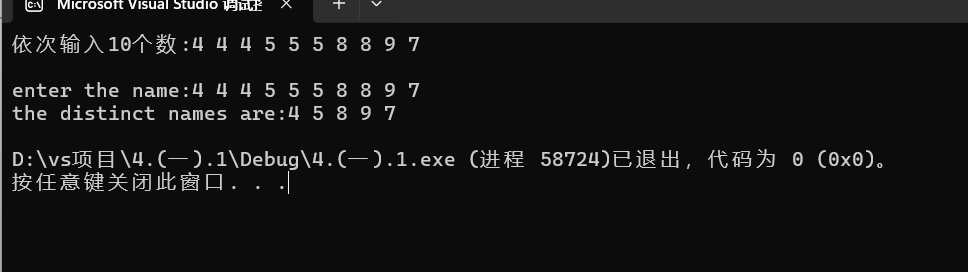 Microsoft Visual Studio 调试控
依次输入10个数:4 4 4 5 5 5 8 8 9 7
enter the name:4 4 4 5 5 5 8 8 9 7
the distinct names are:4 5 8 9 7
D:\vs项目\4.(一).1\Debug\4.(一).1.exe (进程 58724)已退出，代码为 0 (0x0)。
按任意键关闭此窗口. . .